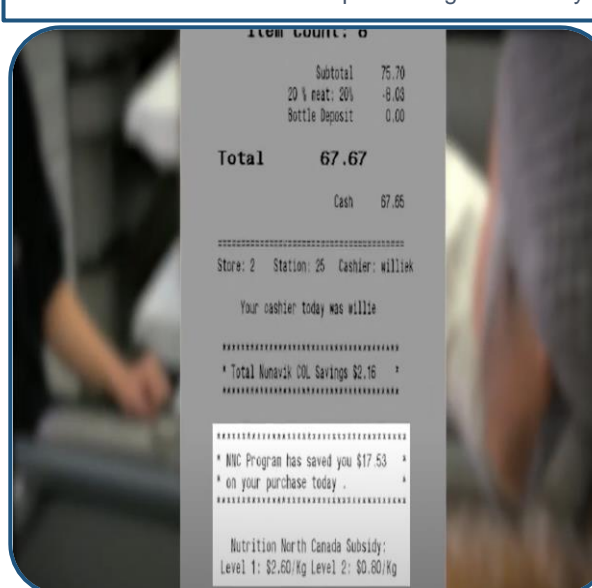 Item Count: 8
Subtotal 75.70
20 % meat: 20% -8.03
Bottle Deposit 0.00
Total 67.67
Cash 67.65
========================================
Store: 2 Station: 25 Cashier: williek
Your cashier today was willie
****************************************
* Total Nunavik COL Savings $2.16 *
****************************************
****************************************
* NNC Program has saved you $17.53 *
* on your purchase today . *
****************************************
Nutrition North Canada Subsidy:
Level 1: $2.60/Kg Level 2: $0.80/Kg